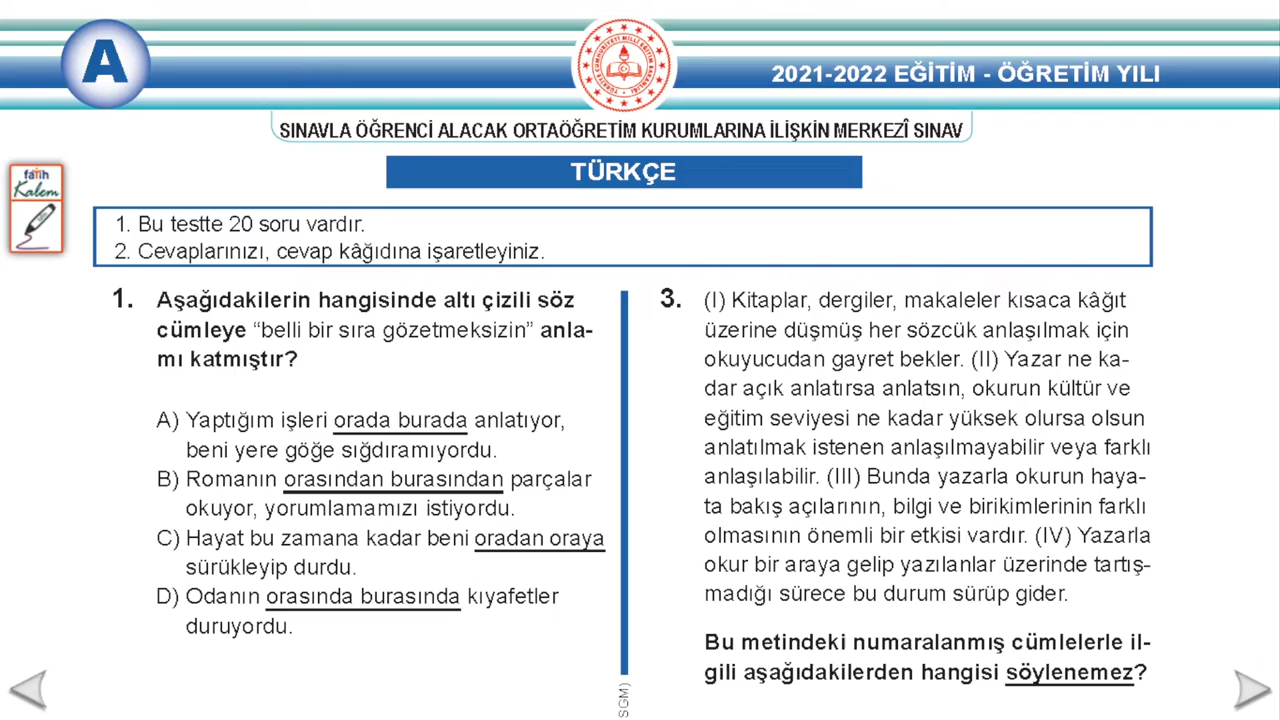 A
2021-2022 EĞİTİM - ÖĞRETİM YILI
SINAVLA ÖĞRENCİ ALACAK ORTAÖĞRETİM KURUMLARINA İLİŞKİN MERKEZÎ SINAV
TÜRKÇE
fatih
Kalem
1. Bu testte 20 soru vardır.
2. Cevaplarınızı, cevap kâğıdına işaretleyiniz.
1. Aşağıdakilerin hangisinde altı çizili söz
cümleye “belli bir sıra gözetmeksizin” anla-
mı katmıştır?
A) Yaptığım işleri orada burada anlatıyor,
beni yere göğe sığdıramıyordu.
B) Romanın orasından burasından parçalar
okuyor, yorumlamamızı istiyordu.
C) Hayat bu zamana kadar beni oradan oraya
sürükleyip durdu.
D) Odanın orasında burasında kıyafetler
duruyordu.
3. (I) Kitaplar, dergiler, makaleler kısaca kâğıt
üzerine düşmüş her sözcük anlaşılmak için
okuyucudan gayret bekler. (II) Yazar ne ka-
dar açık anlatırsa anlatsın, okurun kültür ve
eğitim seviyesi ne kadar yüksek olursa olsun
anlatılmak istenen anlaşılmayabilir veya farklı
anlaşılabilir. (III) Bunda yazarla okurun haya-
ta bakış açılarının, bilgi ve birikimlerinin farklı
olmasının önemli bir etkisi vardır. (IV) Yazarla
okur bir araya gelip yazılanlar üzerinde tartış-
madığı sürece bu durum sürüp gider.
Bu metindeki numaralanmış cümlelerle il-
gili aşağıdakilerden hangisi söylenemez?
SGM)